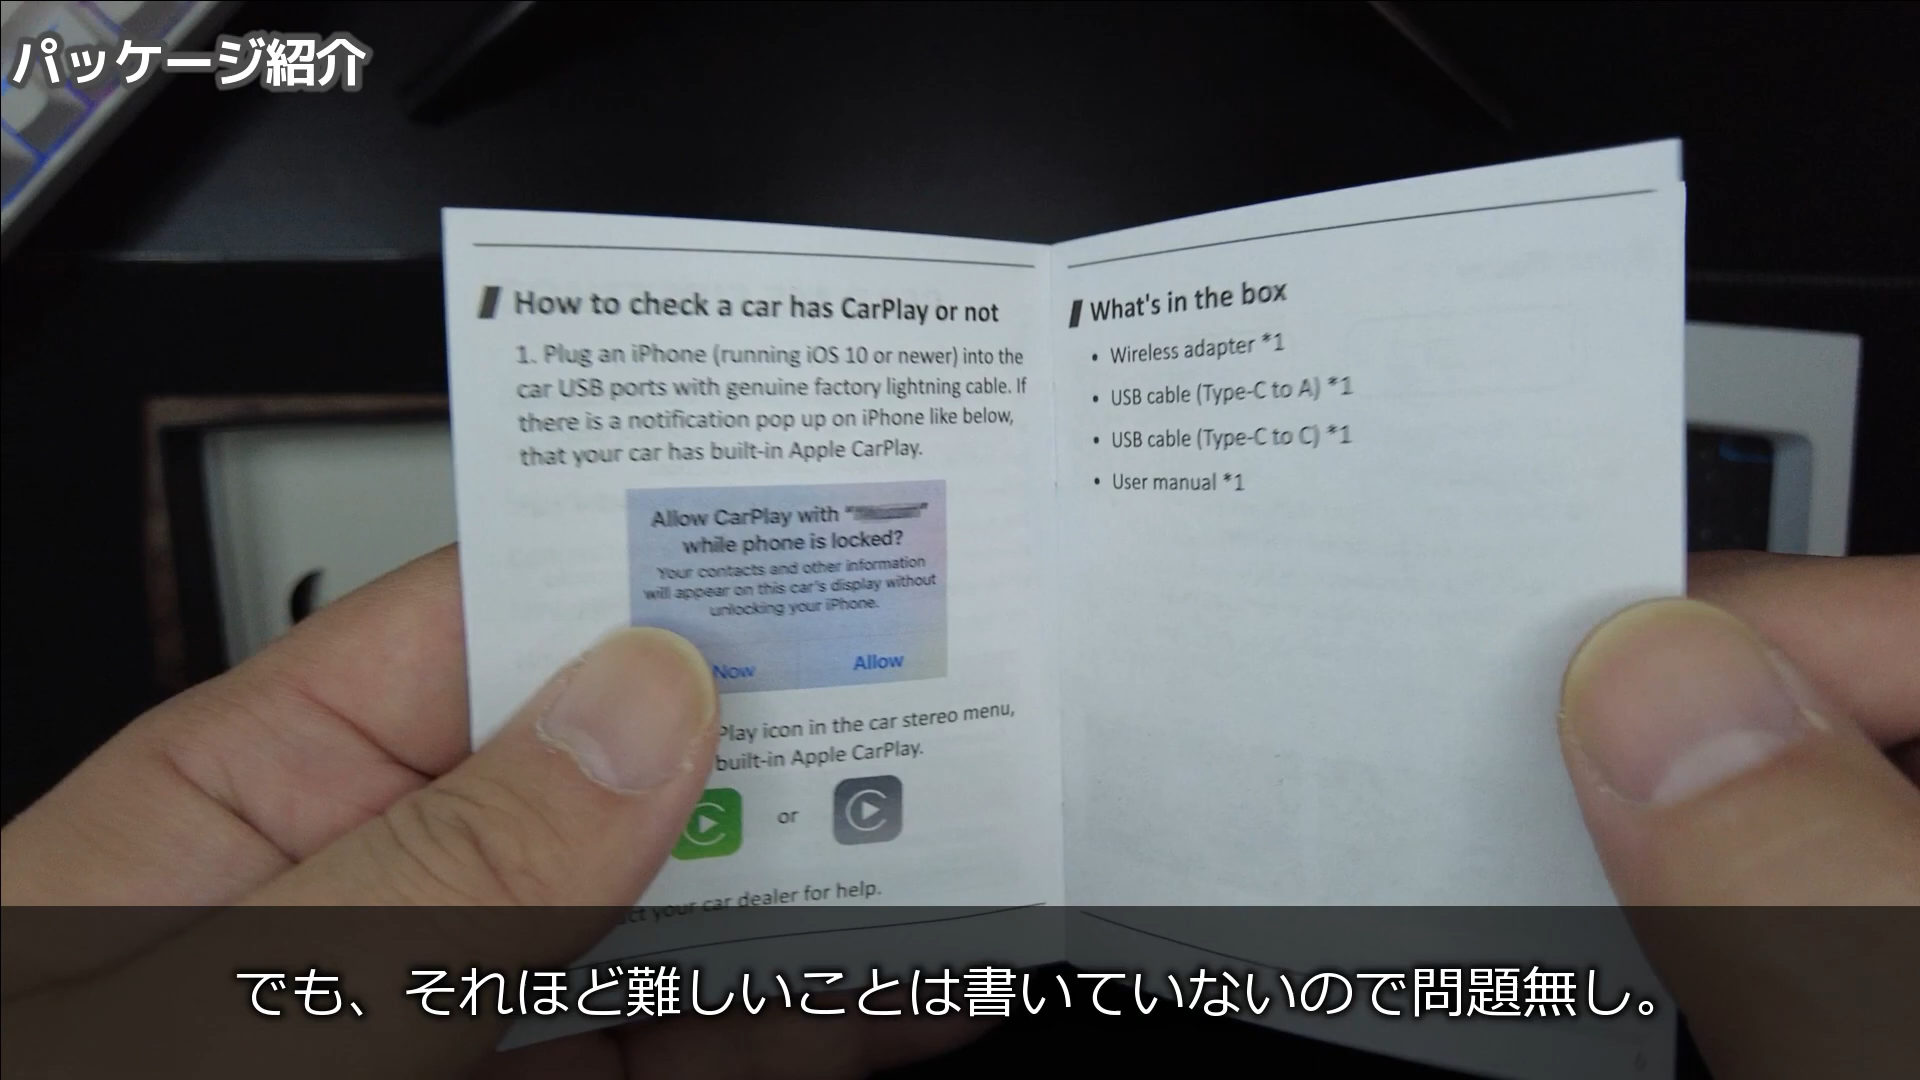 パッケージ紹介
How to check a car has CarPlay or not
1. Plug an iPhone (running iOS 10 or newer) into the
car USB ports with genuine factory lightning cable. If
there is a notification pop up on iPhone like below,
that your car has built-in Apple CarPlay.
Allow CarPlay with "
while phone is locked?
Your contacts and other information
will appear on this car's display without
unlocking your iPhone.
Now Allow
Play icon in the car stereo menu,
built-in Apple CarPlay.
or
your car dealer for help.
What's in the box
• Wireless adapter *1
• USB cable (Type-C to A) *1
• USB cable (Type-C to C) *1
• User manual *1
でも、それほど難しいことは書いていないので問題無し。